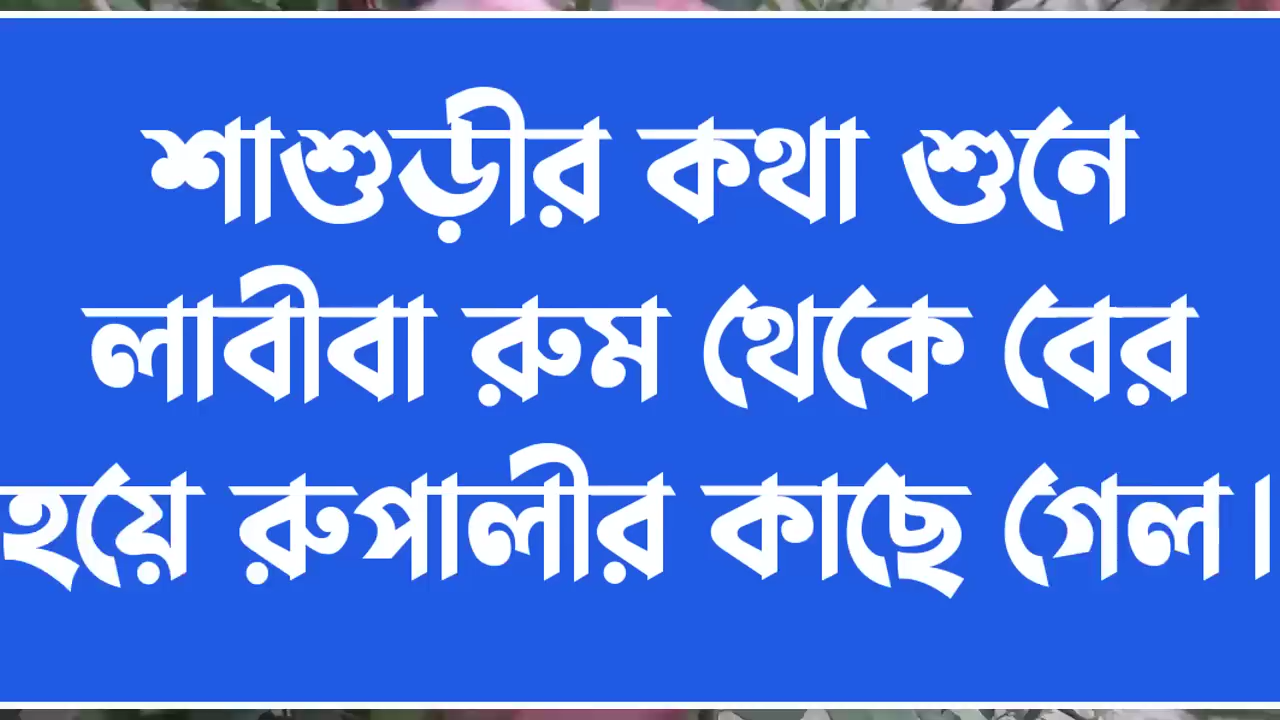 শাশুড়ীর কথা শুনে
লাবীবা রুম থেকে বের
হয়ে রুপালীর কাছে গেল।